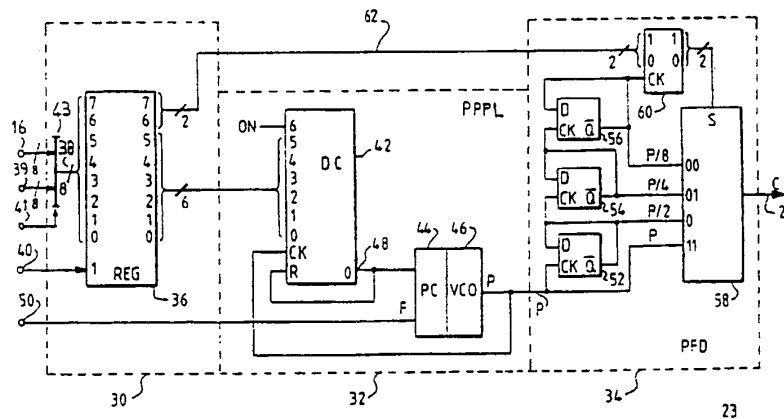 62
43
16
38
8
C
8
39
8
41
40
50
7 7
6 6
5 5
4 4
3 3
2 2
1 1
0 0
1
REG
36
2
6
ON
6
5
4
3
2
1
0
CK
R
DC
0
42
48
PPPL
44
46
PC
VCO
F
P
P
2
1 1
0 0
CK
60
2
D
CK Q̅
56
D
CK Q̅
54
D
CK Q̅
52
P/8
P/4
P/2
P
S
00
01
0
11
58
C
2
PFD
30
32
34
23